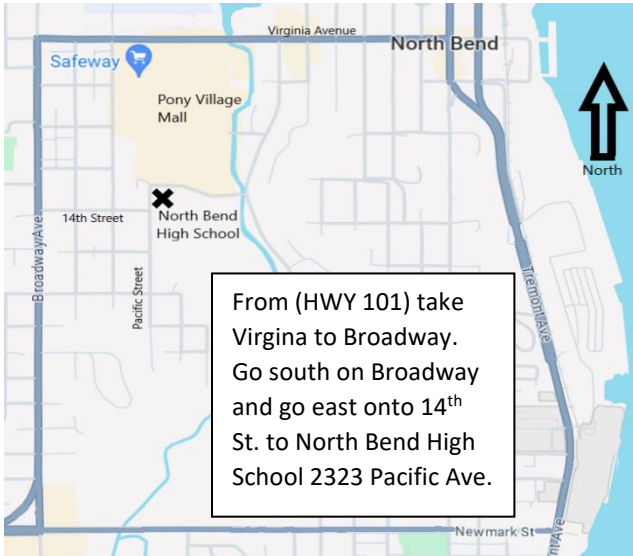 Virginia Avenue
North Bend
Safeway
Pony Village
Mall
North
14th Street
North Bend
High School
Broadway Ave
Pacific Street
Tremont Ave
From (HWY 101) take
Virgina to Broadway.
Go south on Broadway
and go east onto 14th
St. to North Bend High
School 2323 Pacific Ave.
Newmark St
mont Ave